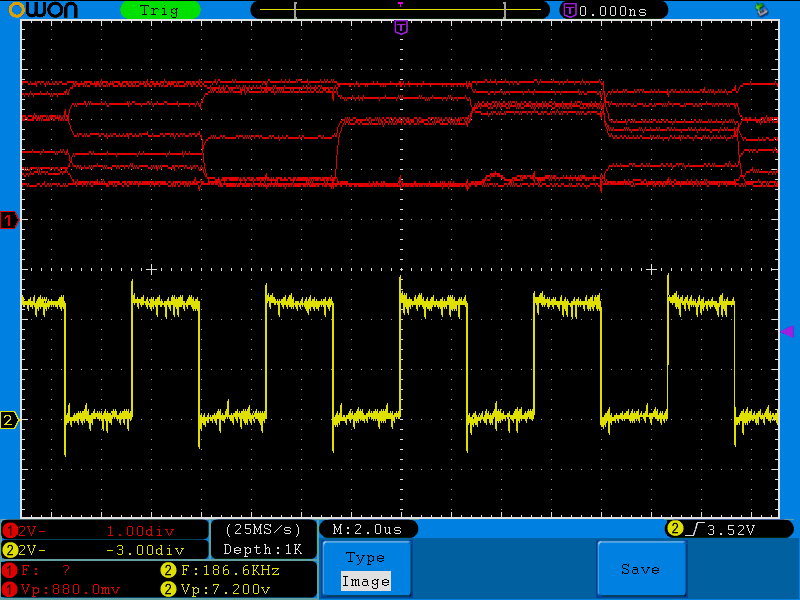 OWON Trig T 0.000ns
T
1
2
1 2V~ 1.00div (25MS/s) M:2.0us 2 3.52V
2 2V~ -3.00div Depth:1K
1 F: ? 2 F:186.6KHz Type Save
1 Vp:880.0mv 2 Vp:7.200v Image